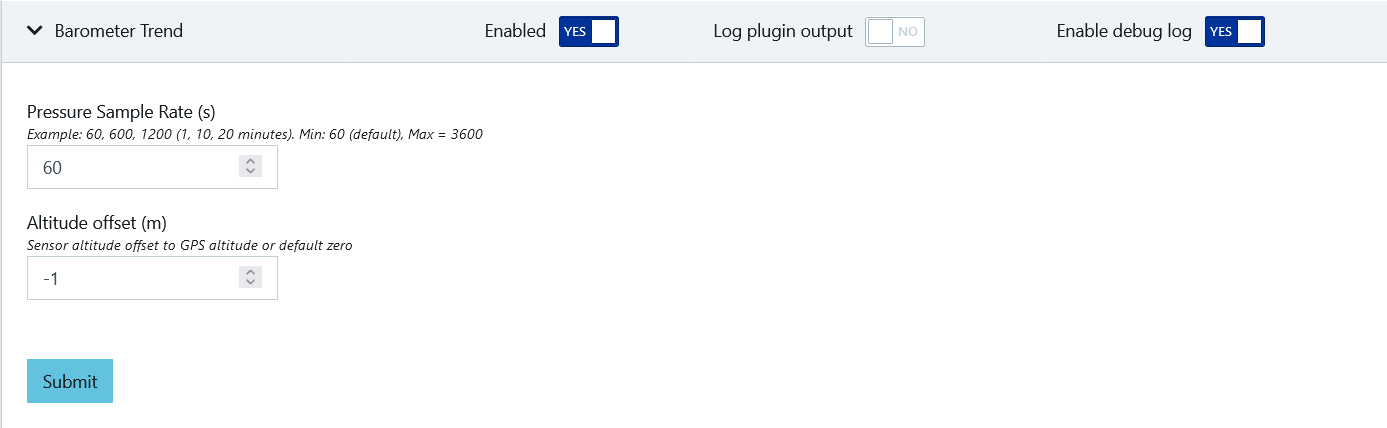 Barometer Trend Enabled YES Log plugin output NO Enable debug log YES
Pressure Sample Rate (s)
Example: 60, 600, 1200 (1, 10, 20 minutes). Min: 60 (default), Max = 3600
60
Altitude offset (m)
Sensor altitude offset to GPS altitude or default zero
-1
Submit